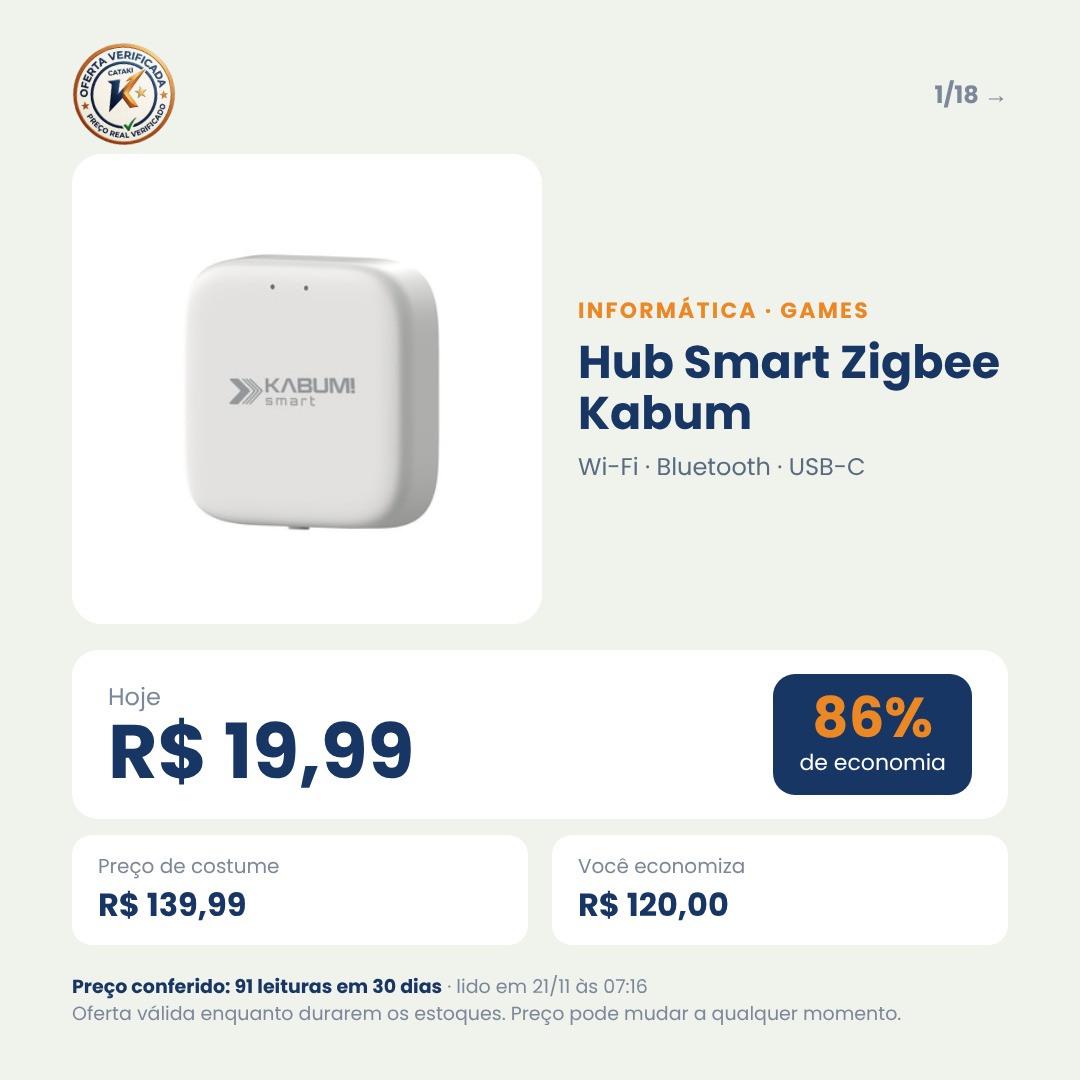 OFERTA VERIFICADA
CATAKI
K
PREÇO REAL VERIFICADO
1/18 →
KABUM!
smart
INFORMÁTICA · GAMES
Hub Smart Zigbee
Kabum
Wi-Fi · Bluetooth · USB-C
Hoje
R$ 19,99
86%
de economia
Preço de costume
R$ 139,99
Você economiza
R$ 120,00
Preço conferido: 91 leituras em 30 dias · lido em 21/11 às 07:16
Oferta válida enquanto durarem os estoques. Preço pode mudar a qualquer momento.